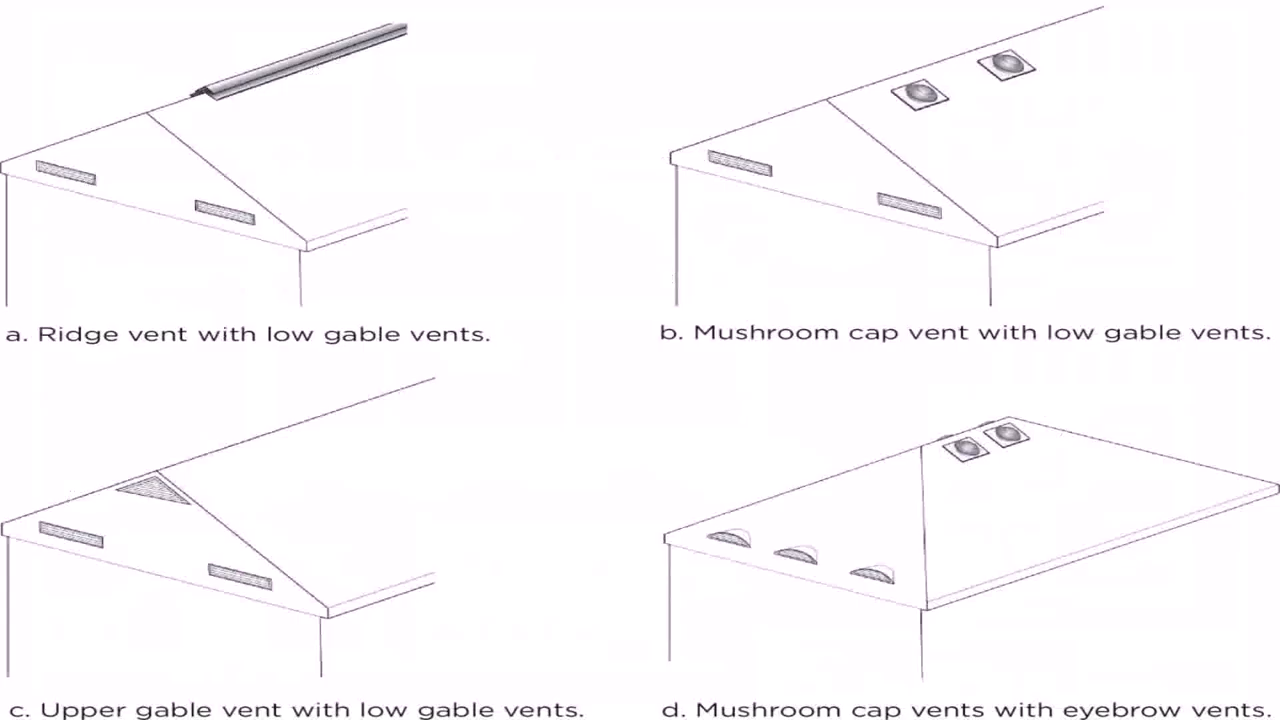 a. Ridge vent with low gable vents.
b. Mushroom cap vent with low gable vents.
c. Upper gable vent with low gable vents.
d. Mushroom cap vents with eyebrow vents.